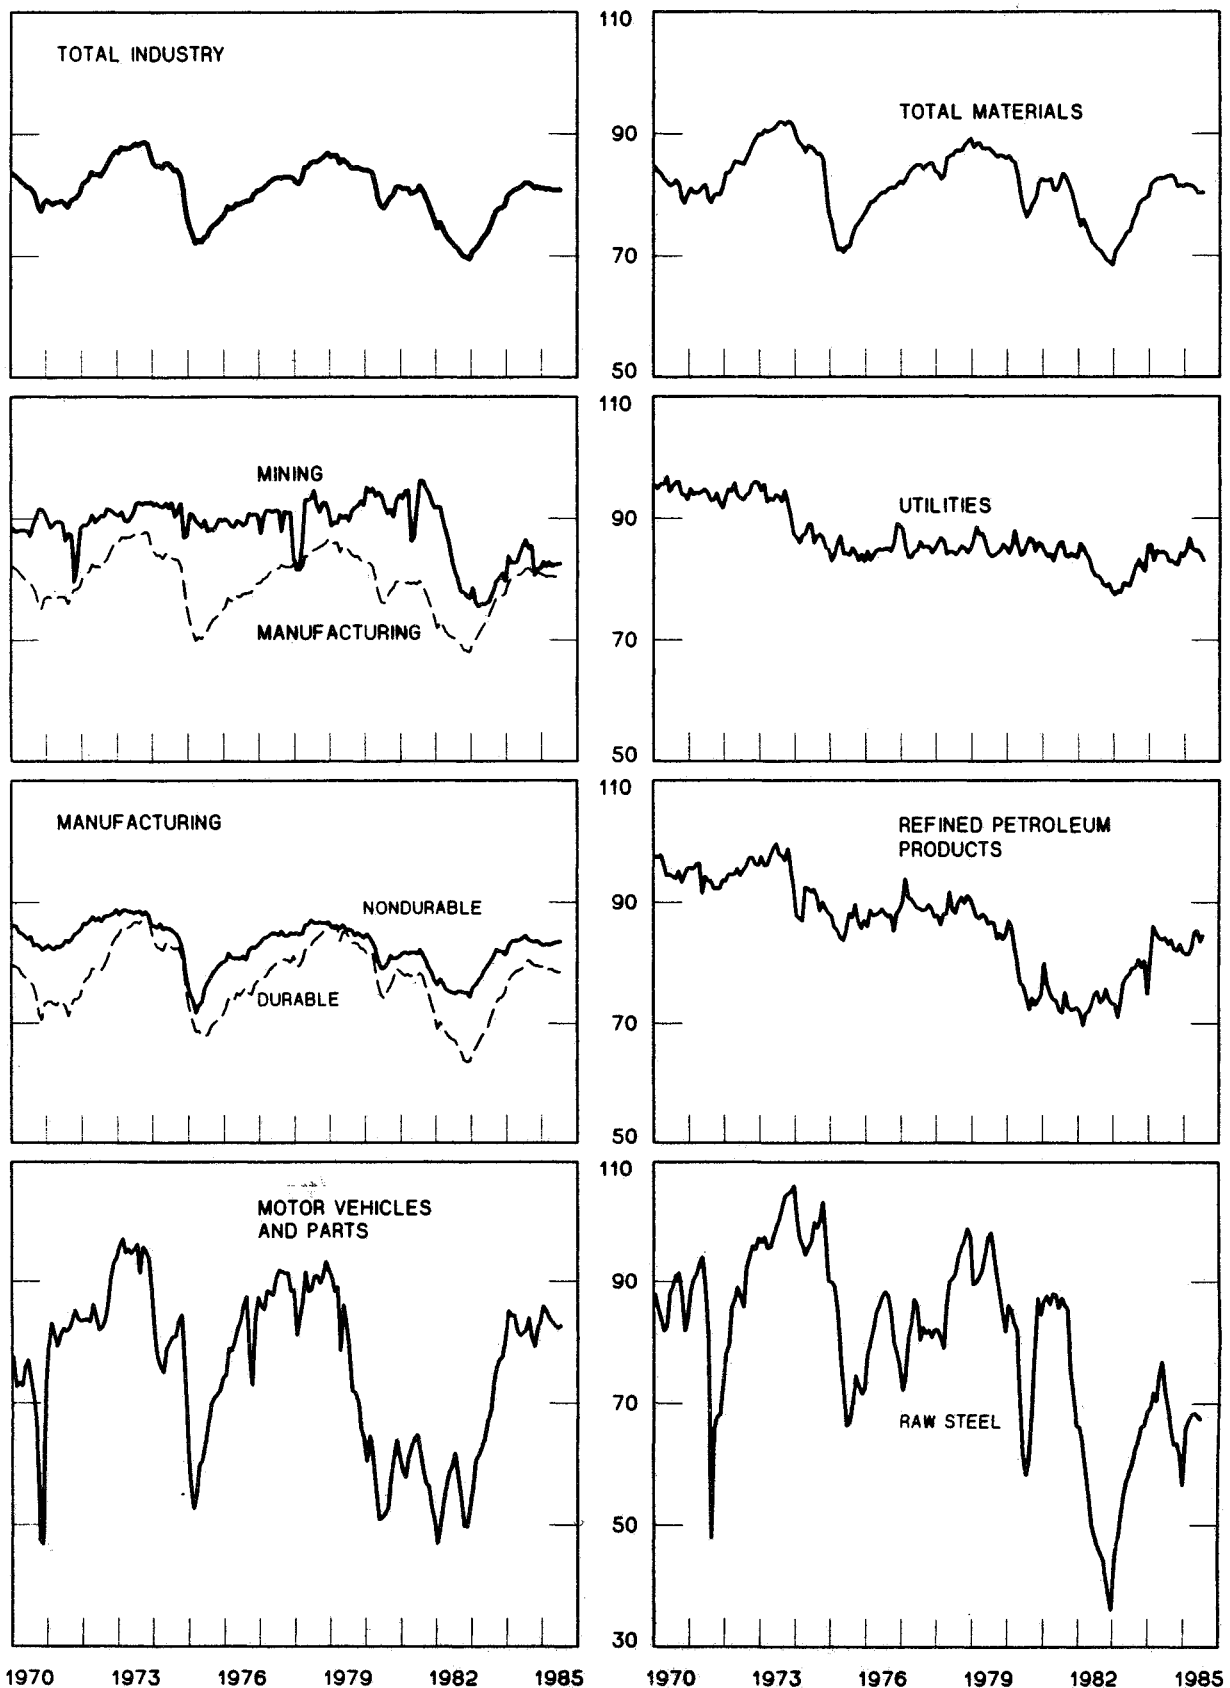 TOTAL INDUSTRY
110
TOTAL MATERIALS
90
70
50
MINING
MANUFACTURING
110
UTILITIES
90
70
50
MANUFACTURING
NONDURABLE
DURABLE
110
REFINED PETROLEUM
PRODUCTS
90
70
50
MOTOR VEHICLES
AND PARTS
110
90
70
RAW STEEL
50
30
1970 1973 1976 1979 1982 1985
1970 1973 1976 1979 1982 1985